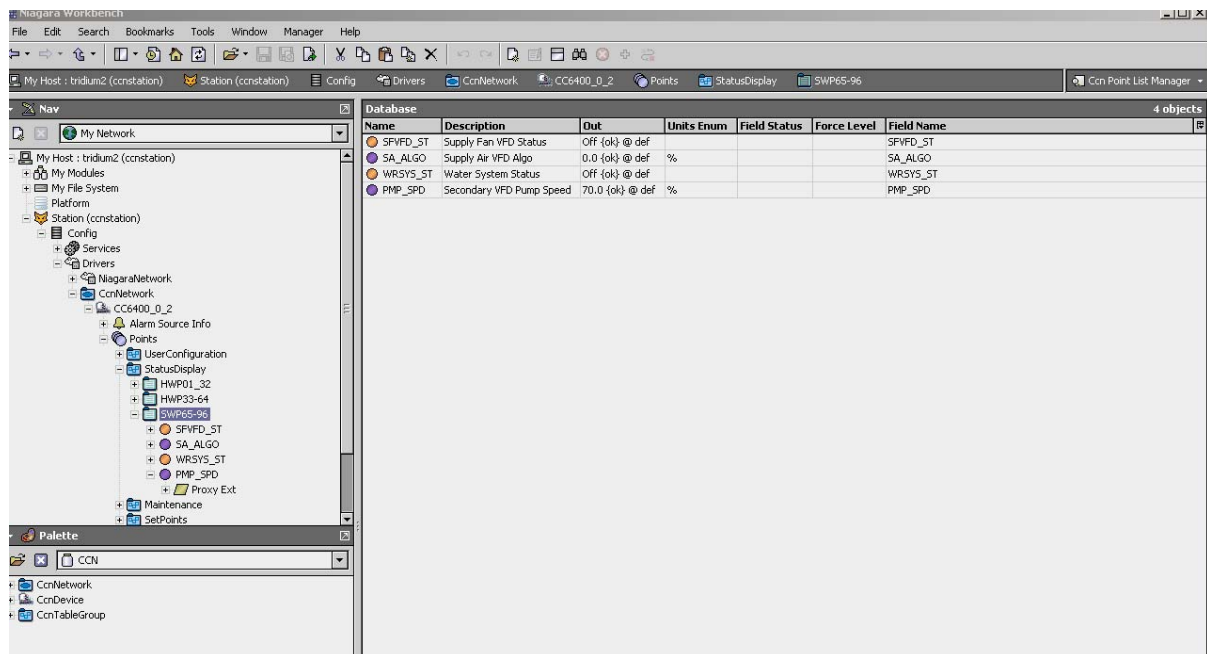 Niagara Workbench
File Edit Search Bookmarks Tools Window Manager Help
My Host : tridium2 (ccnstation) Station (ccnstation) Config Drivers CcnNetwork CC6400_0_2 Points StatusDisplay SWP65-96 Ccn Point List Manager
Nav
My Network
My Host : tridium2 (ccnstation)
My Modules
My File System
Platform
Station (ccnstation)
Config
Services
Drivers
NiagaraNetwork
CcnNetwork
CC6400_0_2
Alarm Source Info
Points
UserConfiguration
StatusDisplay
HWP01_32
HWP33-64
SWP65-96
SFVFD_ST
SA_ALGO
WRSYS_ST
PMP_SPD
Proxy Ext
Maintenance
SetPoints
Palette
CCN
CcnNetwork
CcnDevice
CcnTableGroup
Database 4 objects
Name Description Out Units Enum Field Status Force Level Field Name
SFVFD_ST Supply Fan VFD Status Off {ok} @ def SFVFD_ST
SA_ALGO Supply Air VFD Algo 0.0 {ok} @ def % SA_ALGO
WRSYS_ST Water System Status Off {ok} @ def WRSYS_ST
PMP_SPD Secondary VFD Pump Speed 70.0 {ok} @ def % PMP_SPD